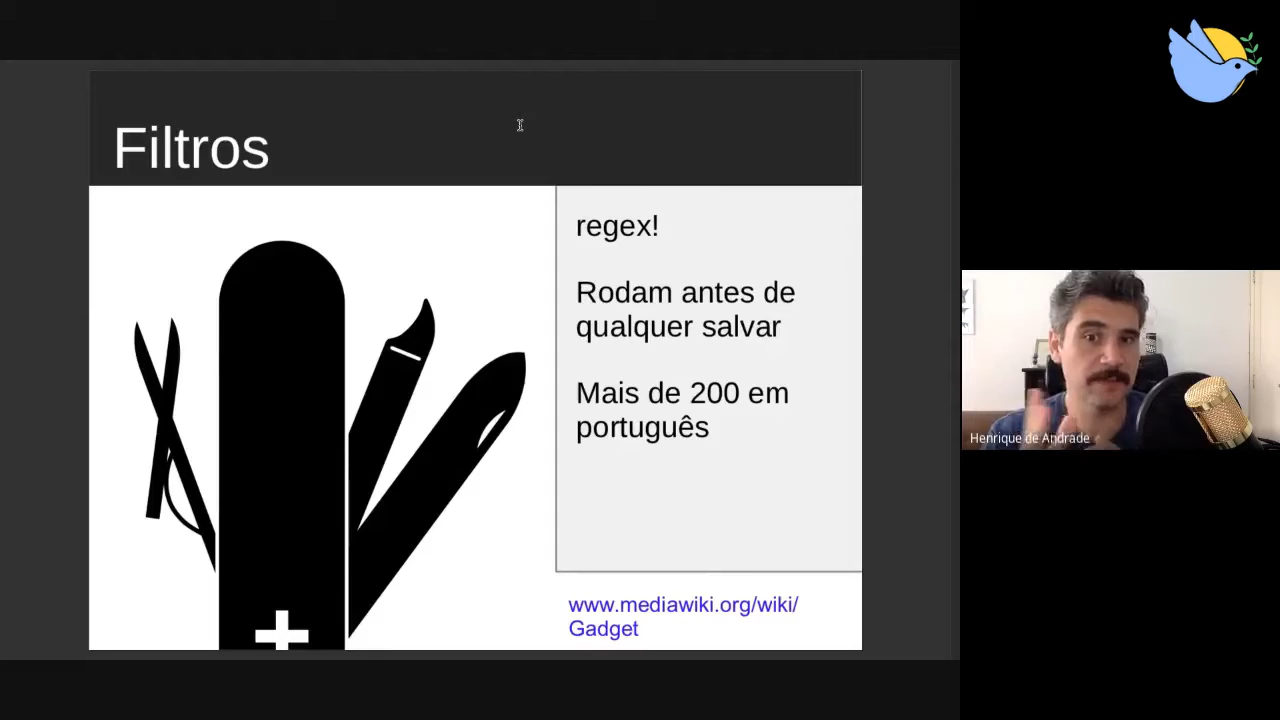 Filtros
regex!
Rodam antes de
qualquer salvar
Mais de 200 em
português
www.mediawiki.org/wiki/
Gadget
Henrique de Andrade